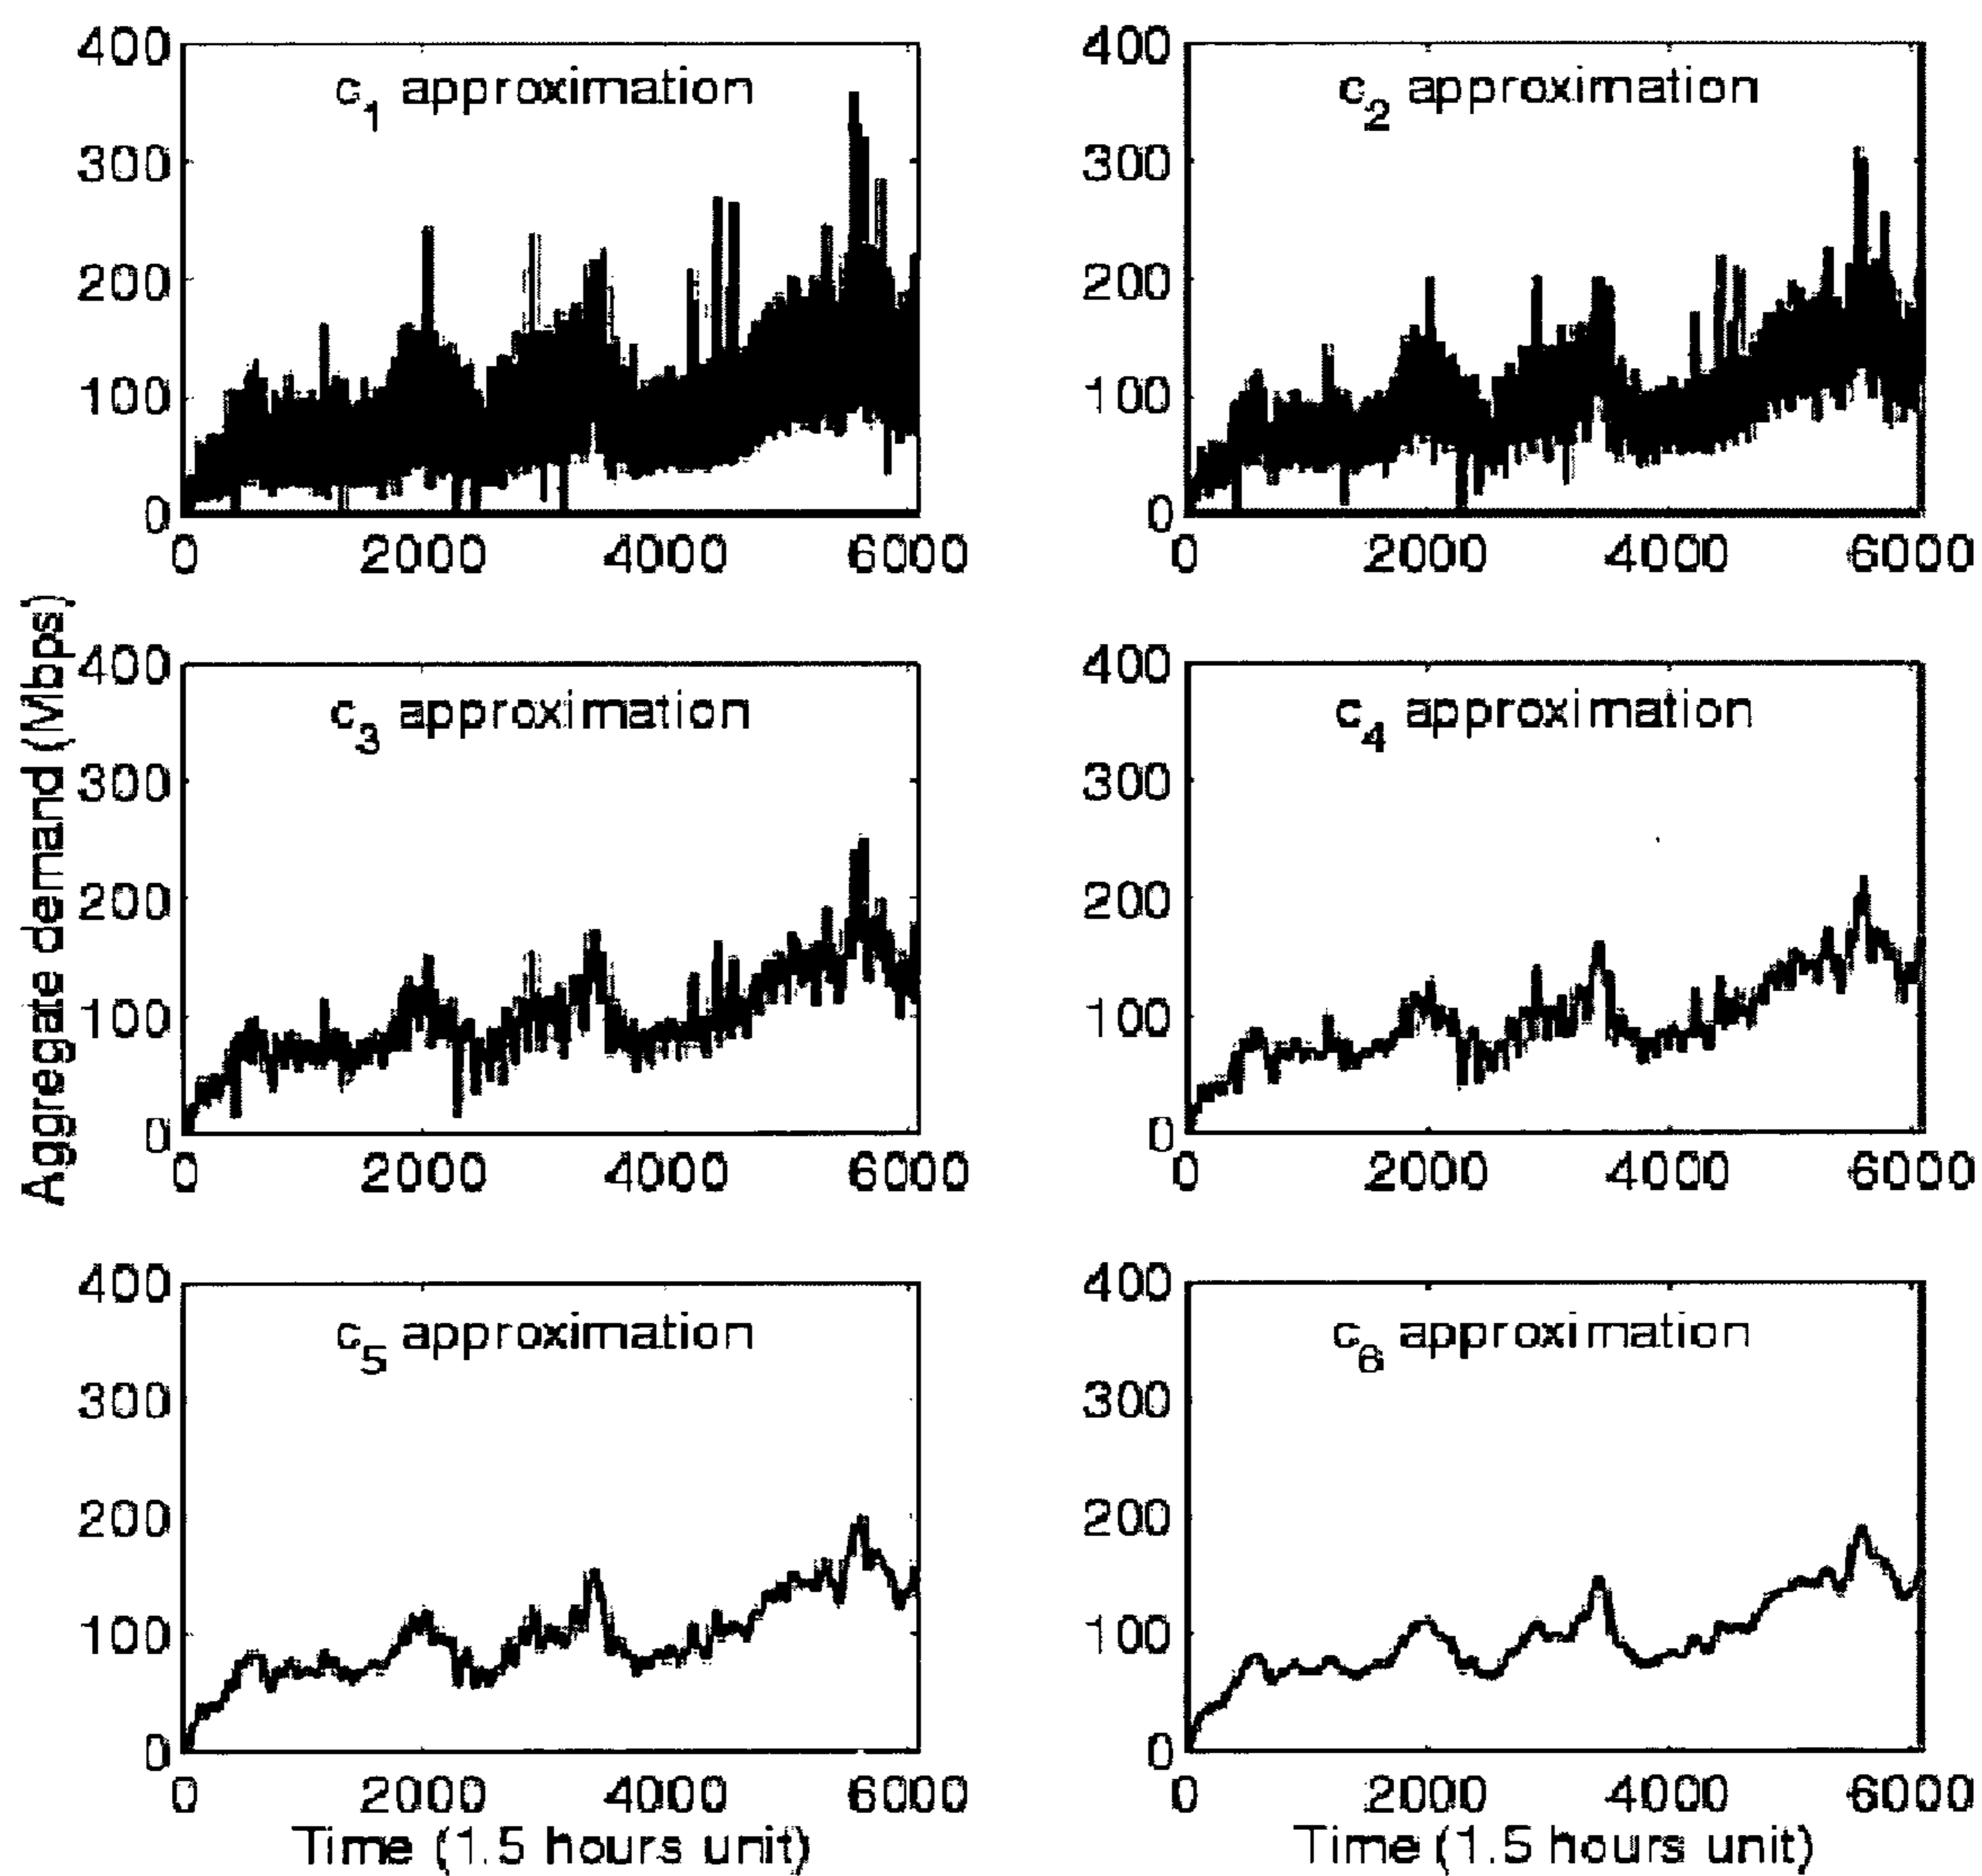 400
300
200
100
0
c1 approximation
0 2000 4000 6000
400
300
200
100
0
c2 approximation
0 2000 4000 6000
Aggregate demand (Mbps)
400
300
200
100
0
c3 approximation
0 2000 4000 6000
400
300
200
100
0
c4 approximation
0 2000 4000 6000
400
300
200
100
0
c5 approximation
0 2000 4000 6000
Time (1.5 hours unit)
400
300
200
100
0
c6 approximation
0 2000 4000 6000
Time (1.5 hours unit)